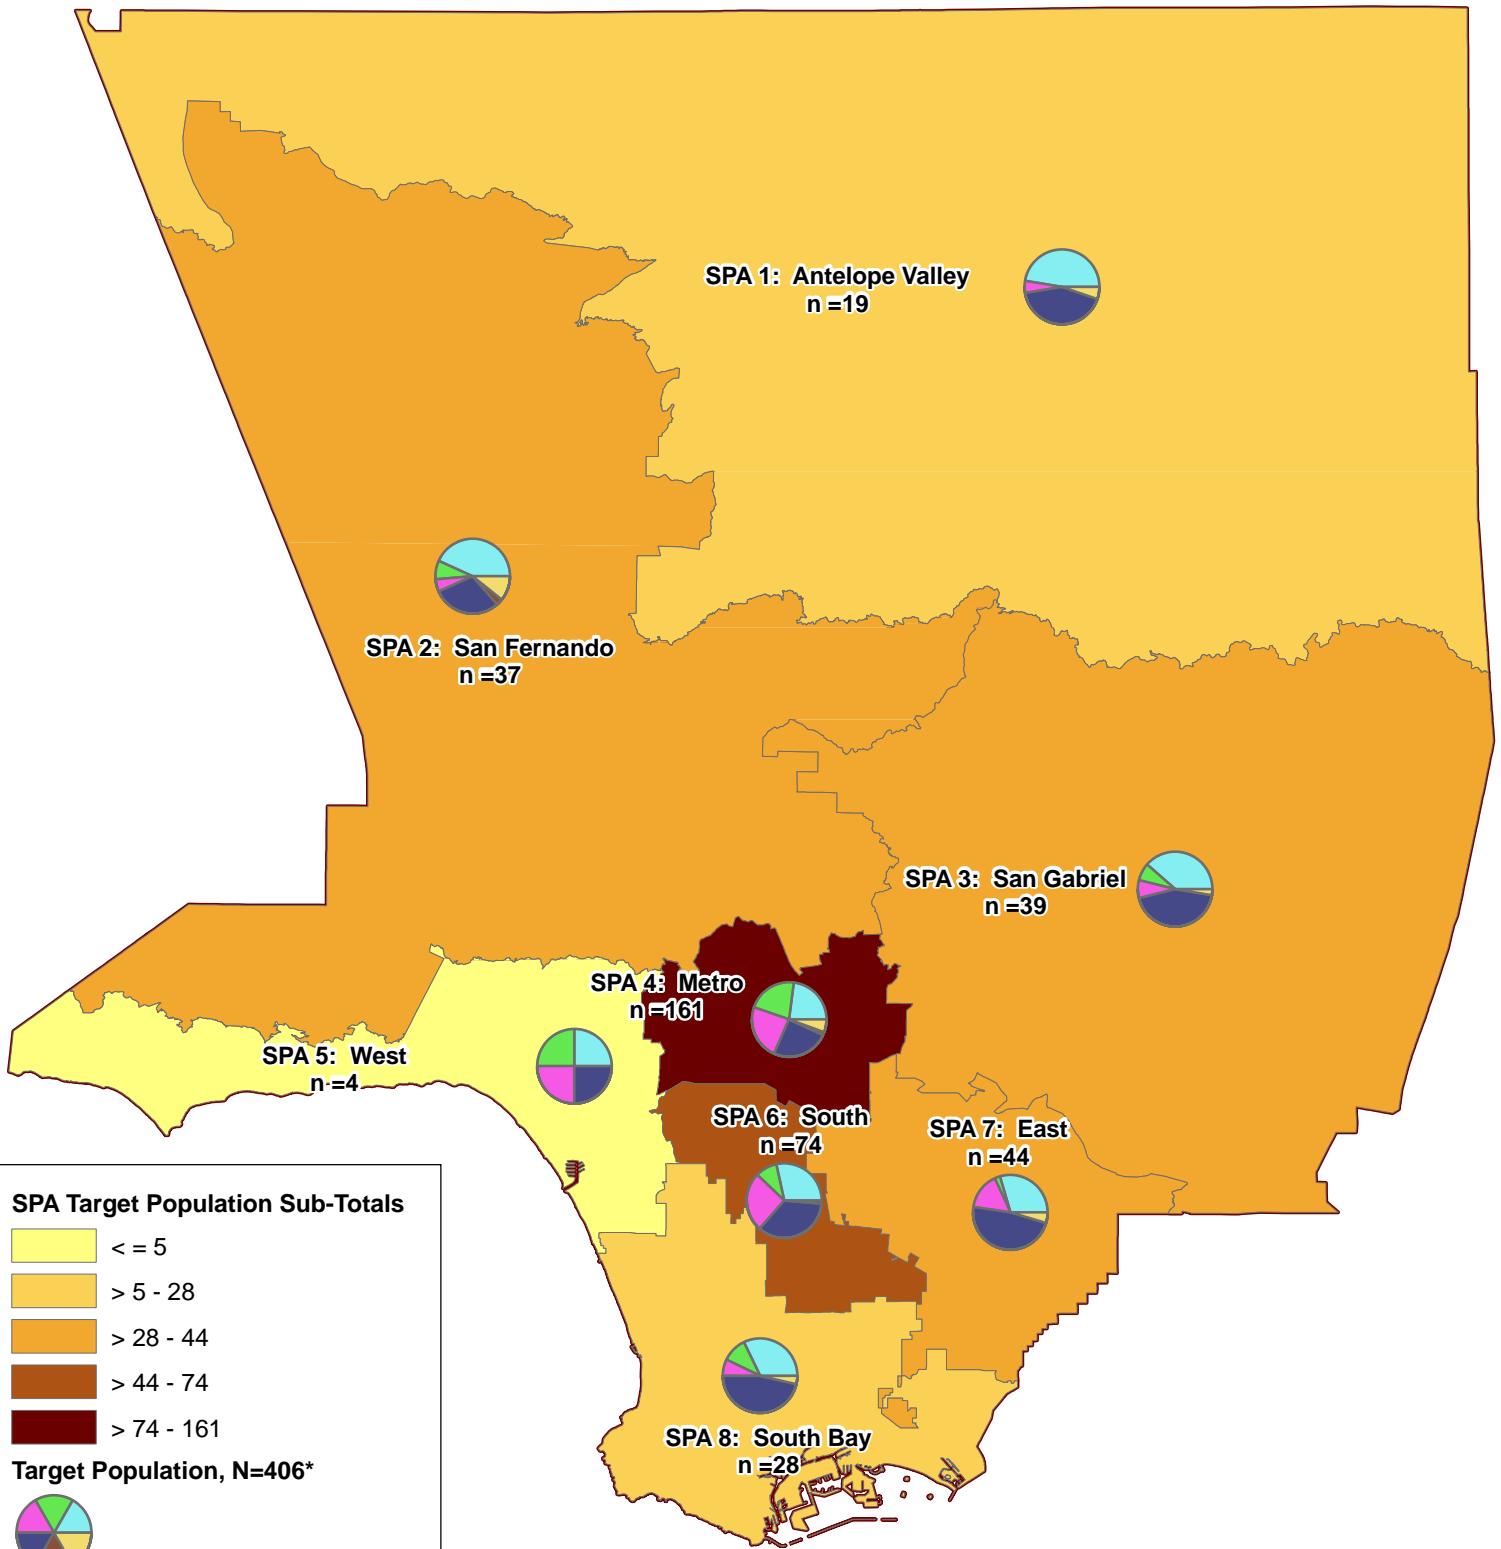 SPA 1: Antelope Valley
n =19
SPA 2: San Fernando
n =37
SPA 3: San Gabriel
n =39
SPA 4: Metro
n =161
SPA 5: West
n =4
SPA 6: South
n =74
SPA 7: East
n =44
SPA 8: South Bay
n =28
SPA Target Population Sub-Totals
< = 5
> 5 - 28
> 28 - 44
> 44 - 74
> 74 - 161
Target Population, N=406*